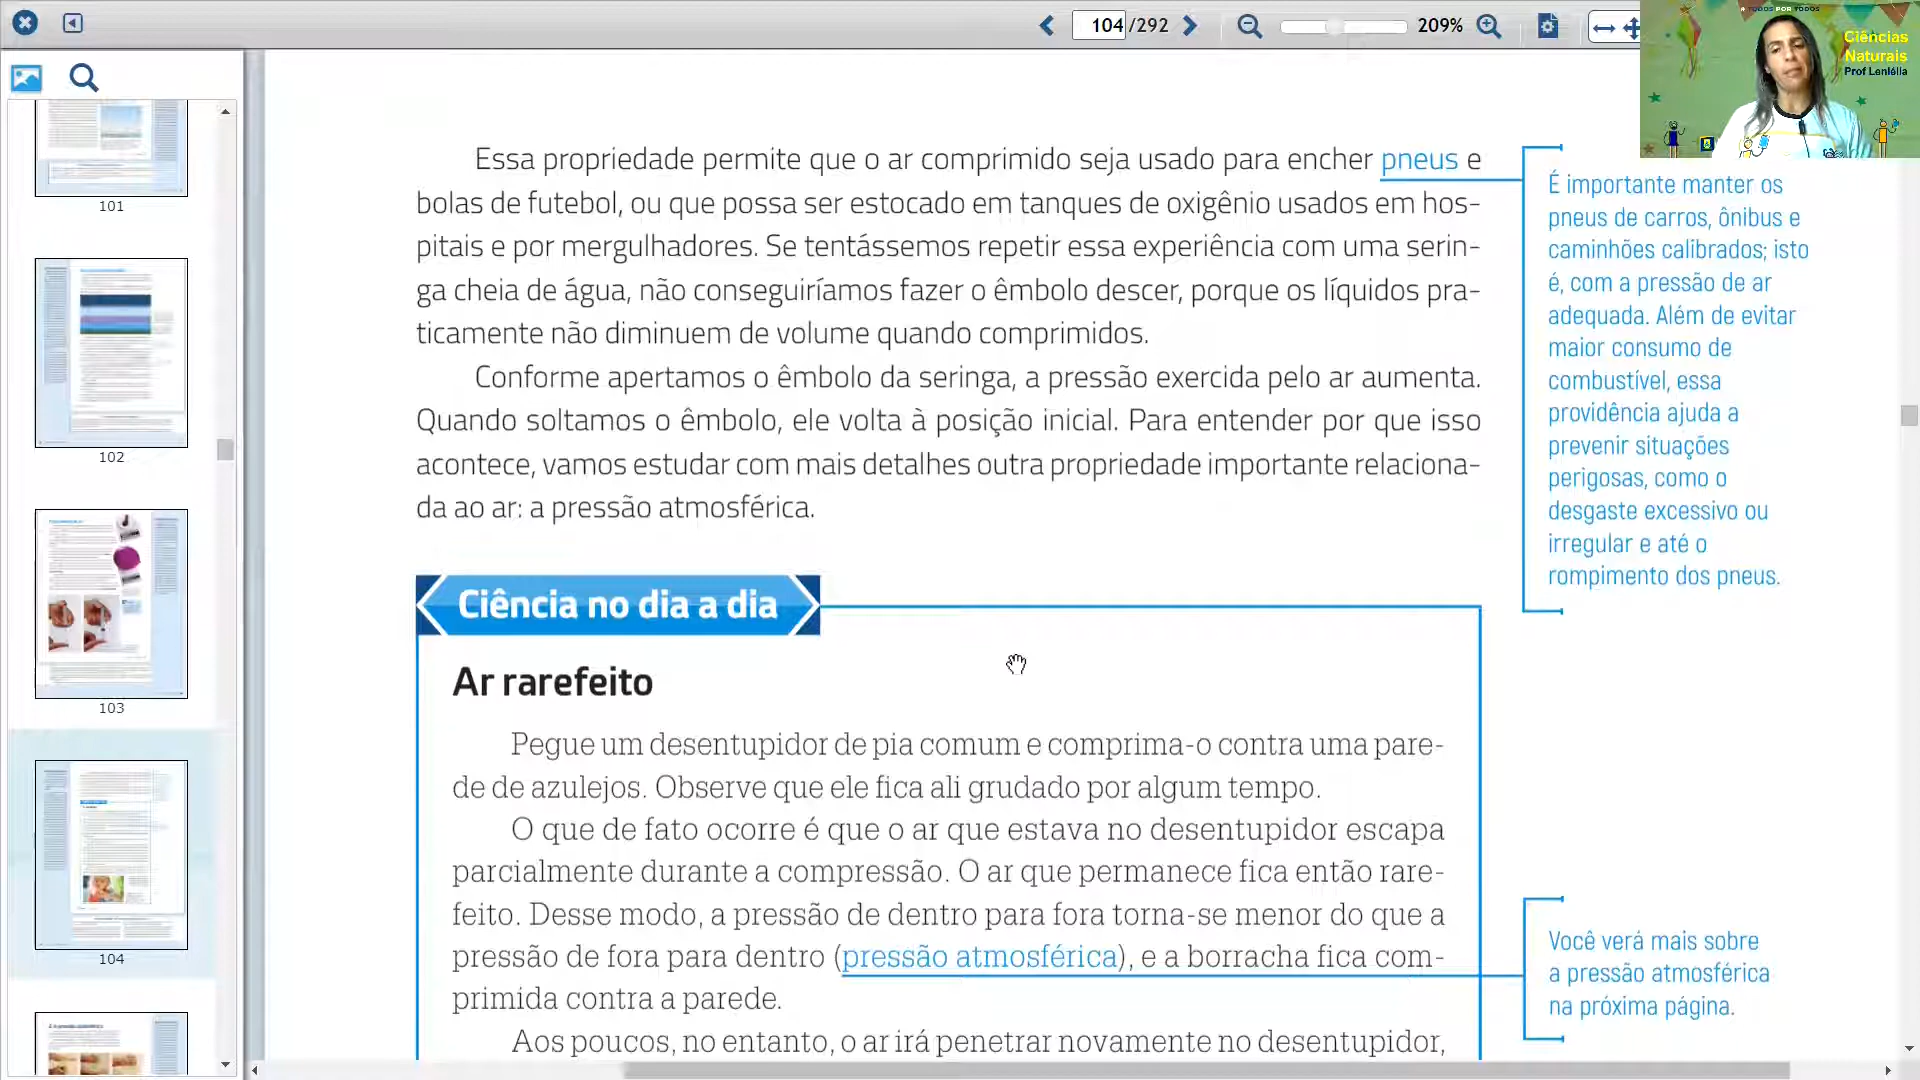 104 /292
209%
A TODOS POR TODOS
Ciências
Naturais
Prof Leniélia
101
102
103
104
Essa propriedade permite que o ar comprimido seja usado para encher pneus e
bolas de futebol, ou que possa ser estocado em tanques de oxigênio usados em hos-
pitais e por mergulhadores. Se tentássemos repetir essa experiência com uma serin-
ga cheia de água, não conseguiríamos fazer o êmbolo descer, porque os líquidos pra-
ticamente não diminuem de volume quando comprimidos.
Conforme apertamos o êmbolo da seringa, a pressão exercida pelo ar aumenta.
Quando soltamos o êmbolo, ele volta à posição inicial. Para entender por que isso
acontece, vamos estudar com mais detalhes outra propriedade importante relaciona-
da ao ar: a pressão atmosférica.
É importante manter os
pneus de carros, ônibus e
caminhões calibrados; isto
é, com a pressão de ar
adequada. Além de evitar
maior consumo de
combustível, essa
providência ajuda a
prevenir situações
perigosas, como o
desgaste excessivo ou
irregular e até o
rompimento dos pneus.
Ciência no dia a dia
Ar rarefeito
Pegue um desentupidor de pia comum e comprima-o contra uma pare-
de de azulejos. Observe que ele fica ali grudado por algum tempo.
O que de fato ocorre é que o ar que estava no desentupidor escapa
parcialmente durante a compressão. O ar que permanece fica então rare-
feito. Desse modo, a pressão de dentro para fora torna-se menor do que a
pressão de fora para dentro (pressão atmosférica), e a borracha fica com-
primida contra a parede.
Aos poucos, no entanto, o ar irá penetrar novamente no desentupidor,
Você verá mais sobre
a pressão atmosférica
na próxima página.